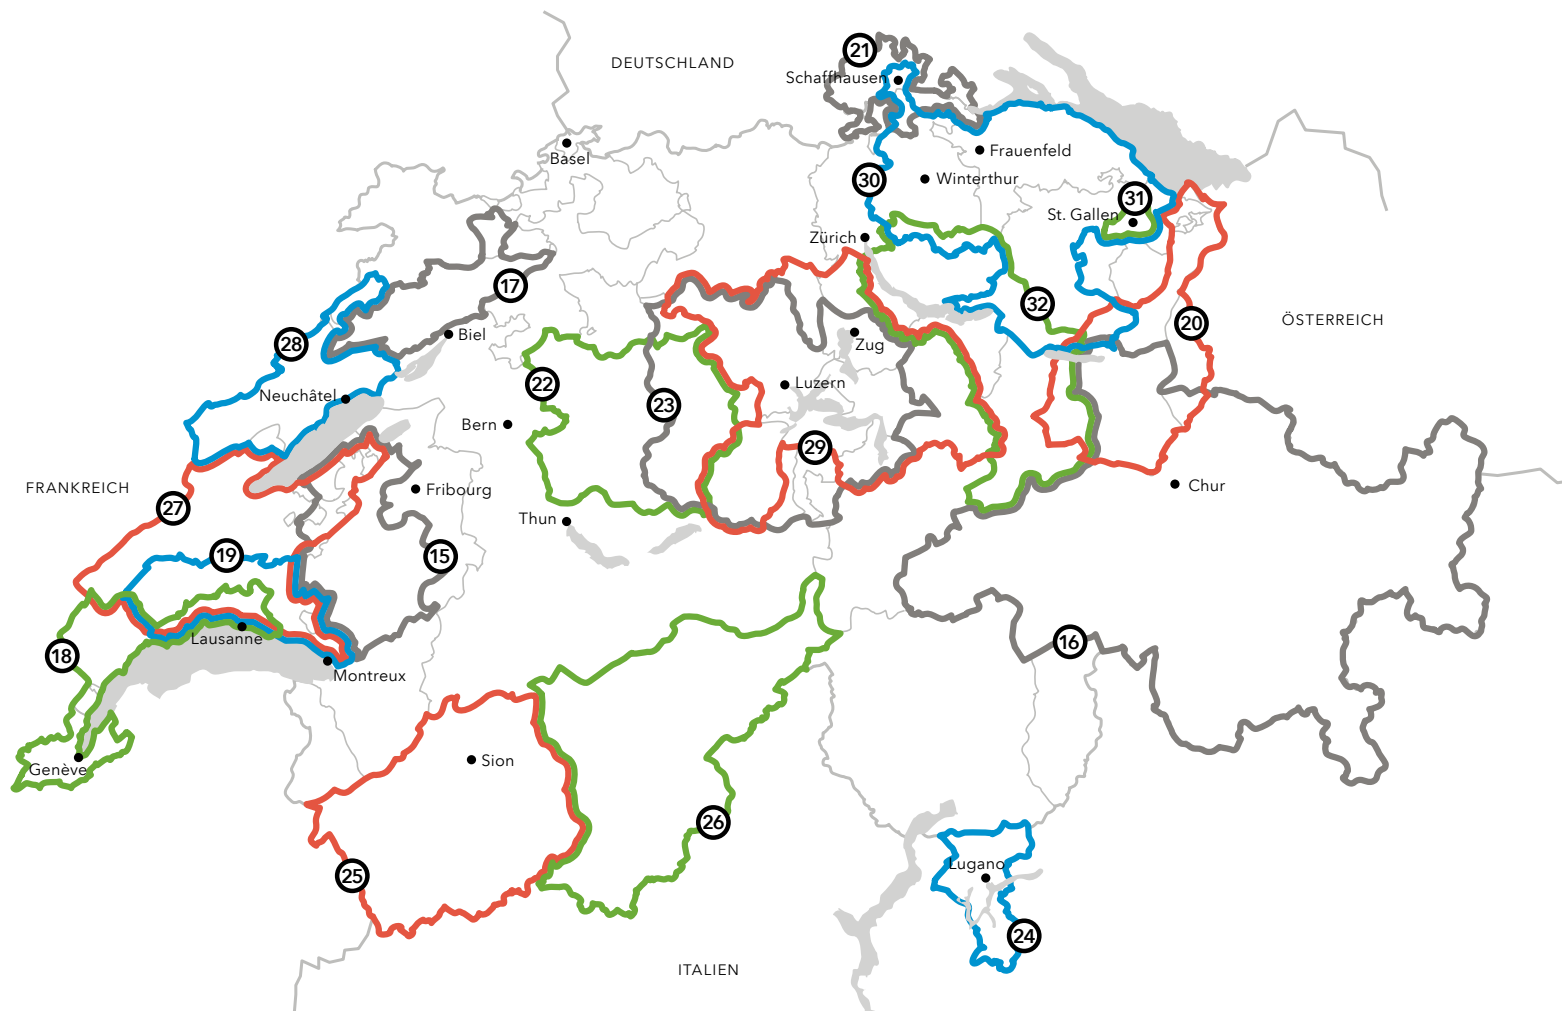 21
DEUTSCHLAND
Schaffhausen
Basel
Frauenfeld
30
Winterthur
31
St. Gallen
Zürich
17
32
20
ÖSTERREICH
28
Biel
Zug
22
Luzern
Neuchâtel
23
Bern
29
FRANKREICH
Fribourg
Chur
27
Thun
19
15
Lausanne
16
18
Montreux
Sion
Genève
26
Lugano
25
24
ITALIEN